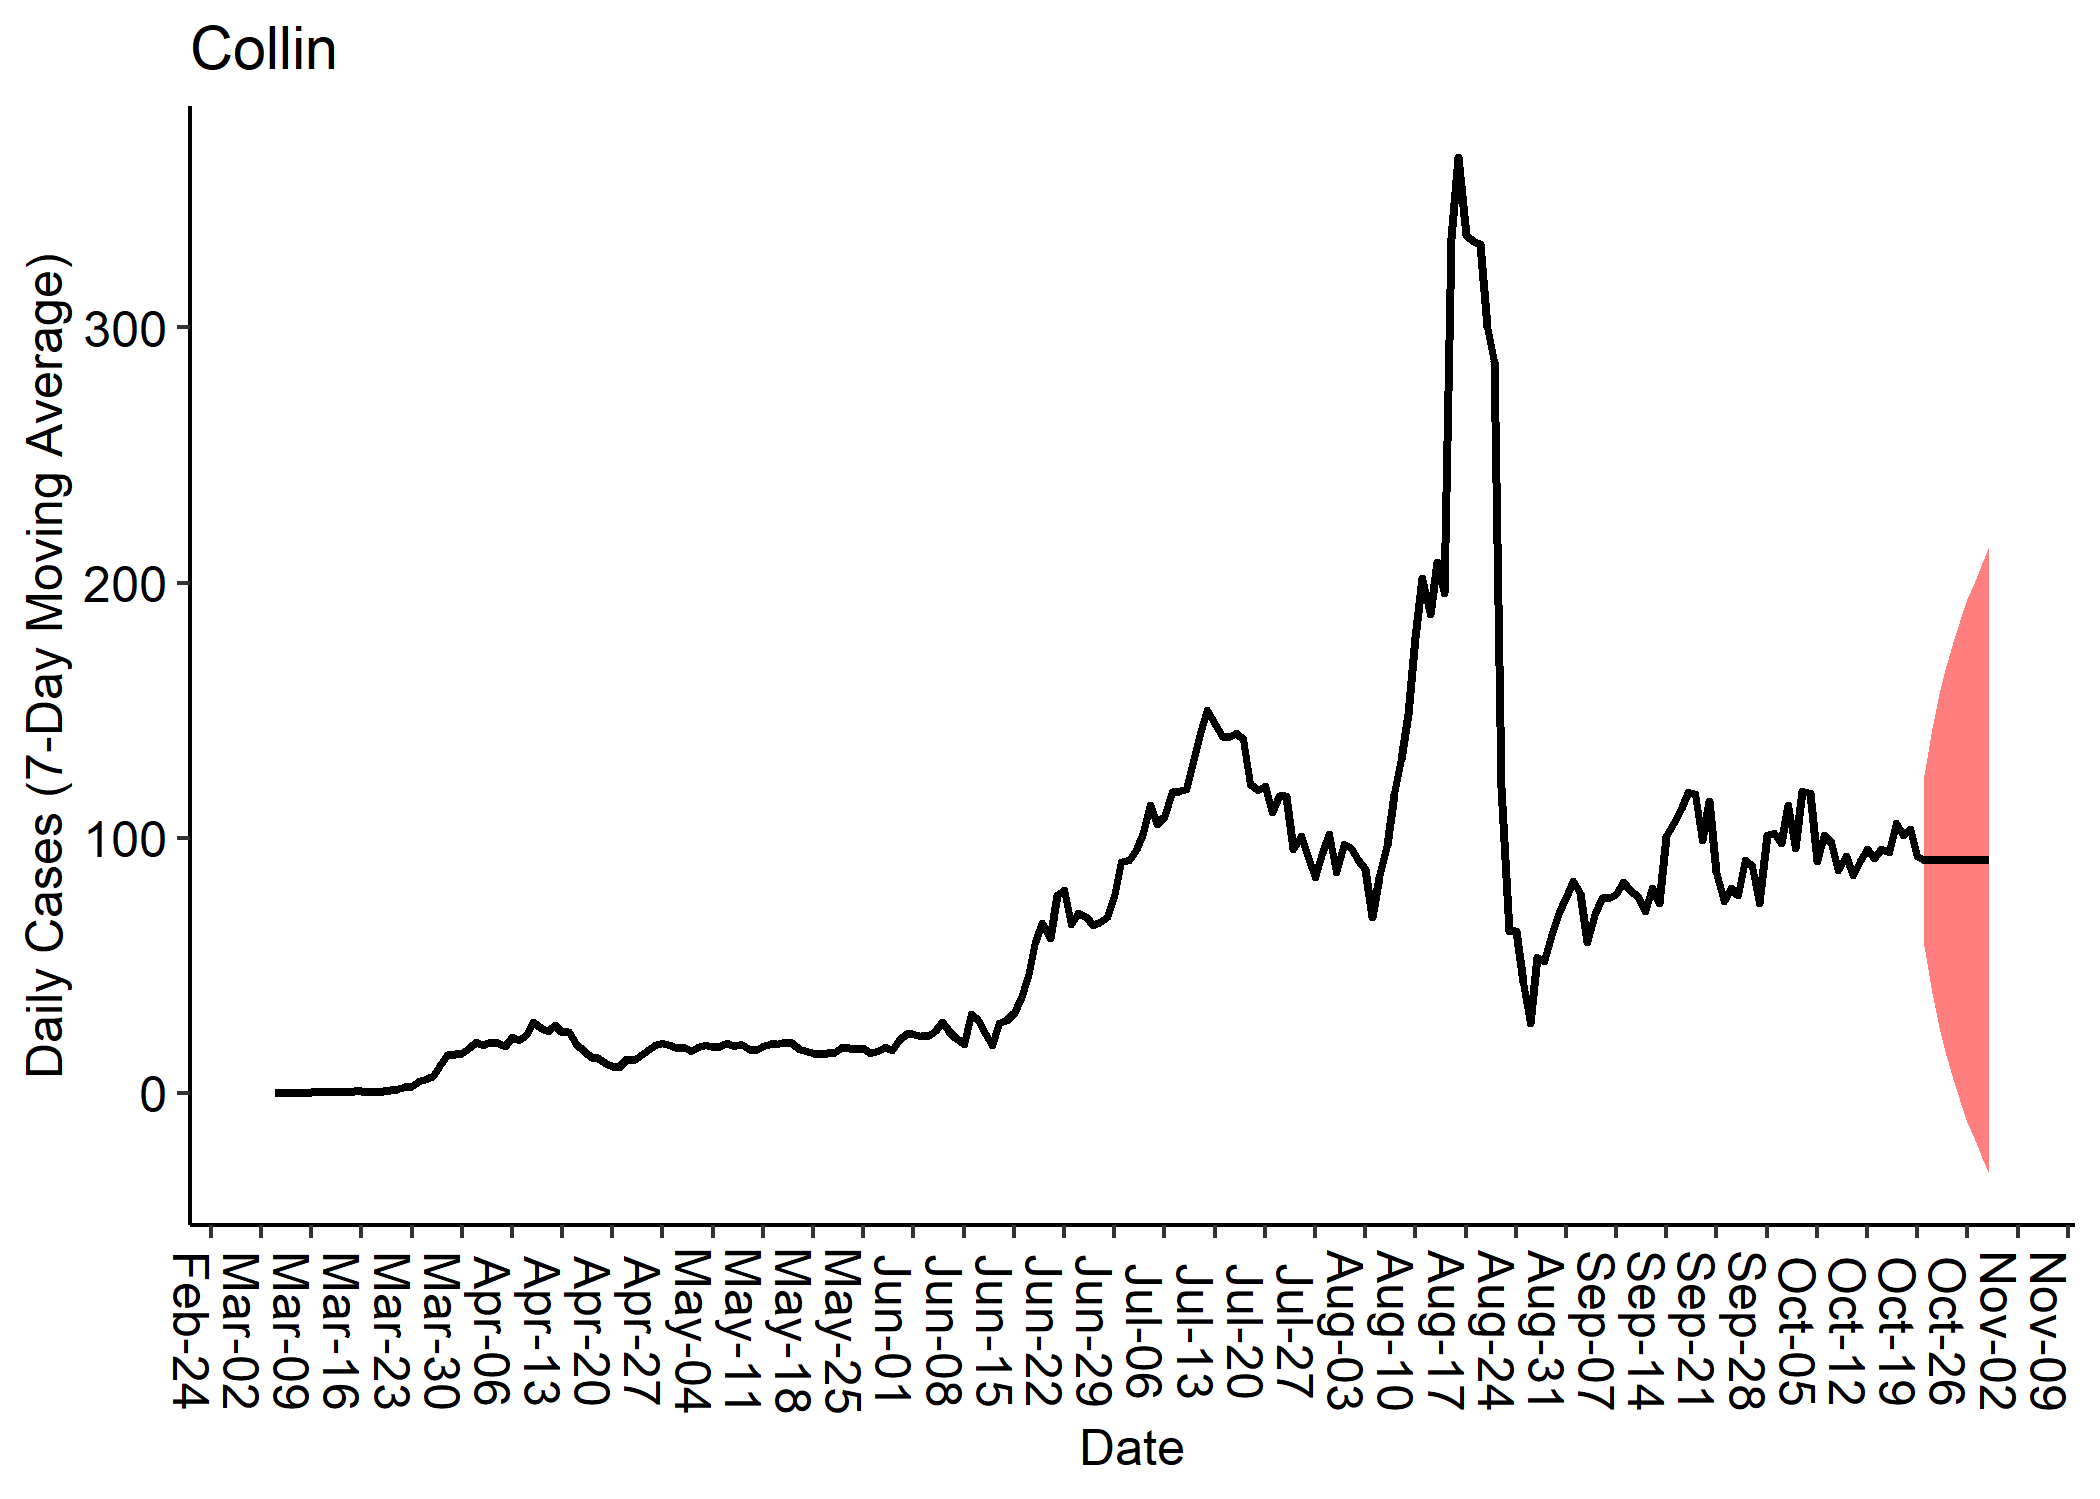 Collin
Daily Cases (7-Day Moving Average)
300
200
100
0
Feb-24
Mar-02
Mar-09
Mar-16
Mar-23
Mar-30
Apr-06
Apr-13
Apr-20
Apr-27
May-04
May-11
May-18
May-25
Jun-01
Jun-08
Jun-15
Jun-22
Jun-29
Jul-06
Jul-13
Jul-20
Jul-27
Aug-03
Aug-10
Aug-17
Aug-24
Aug-31
Sep-07
Sep-14
Sep-21
Sep-28
Oct-05
Oct-12
Oct-19
Oct-26
Nov-02
Nov-09
Date